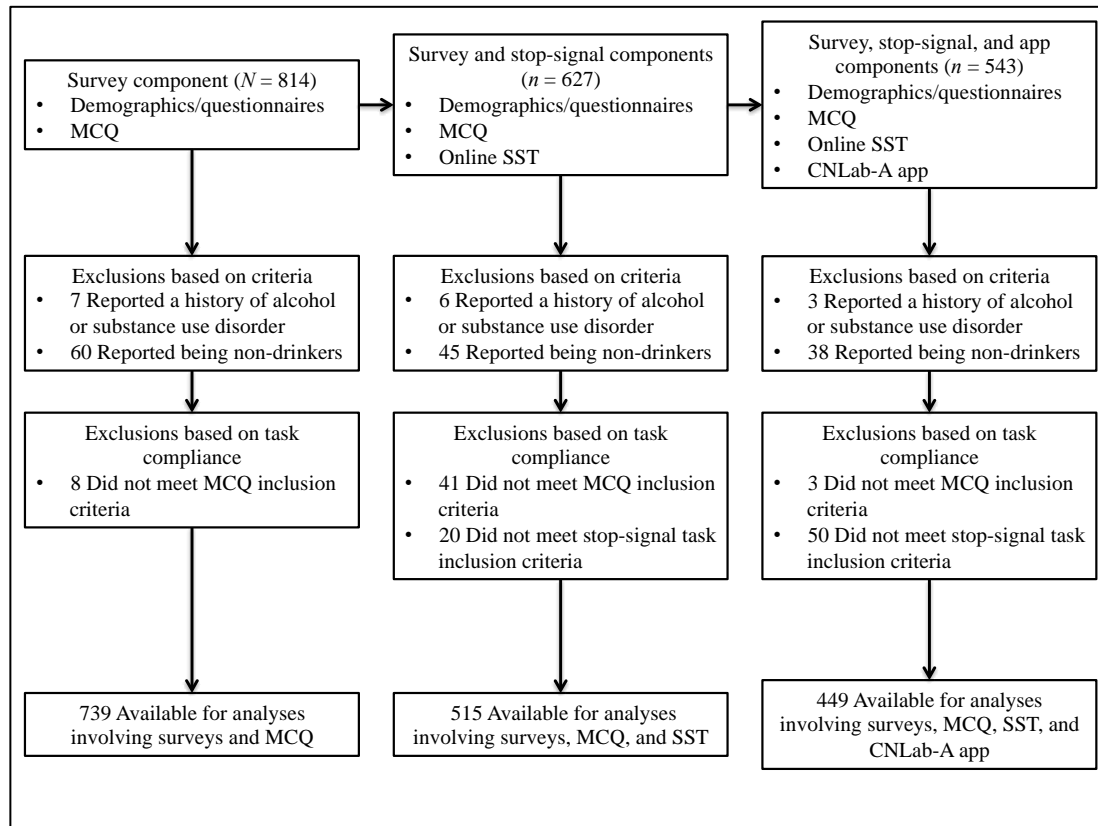 Survey component (N = 814)
• Demographics/questionnaires
• MCQ
Survey and stop-signal components
(n = 627)
• Demographics/questionnaires
• MCQ
• Online SST
Survey, stop-signal, and app
components (n = 543)
• Demographics/questionnaires
• MCQ
• Online SST
• CNLab-A app
Exclusions based on criteria
• 7 Reported a history of alcohol
or substance use disorder
• 60 Reported being non-drinkers
Exclusions based on criteria
• 6 Reported a history of alcohol
or substance use disorder
• 45 Reported being non-drinkers
Exclusions based on criteria
• 3 Reported a history of alcohol
or substance use disorder
• 38 Reported being non-drinkers
Exclusions based on task
compliance
• 8 Did not meet MCQ inclusion
criteria
Exclusions based on task
compliance
• 41 Did not meet MCQ inclusion
criteria
• 20 Did not meet stop-signal task
inclusion criteria
Exclusions based on task
compliance
• 3 Did not meet MCQ inclusion
criteria
• 50 Did not meet stop-signal task
inclusion criteria
739 Available for analyses
involving surveys and MCQ
515 Available for analyses
involving surveys, MCQ, and SST
449 Available for analyses
involving surveys, MCQ, SST, and
CNLab-A app